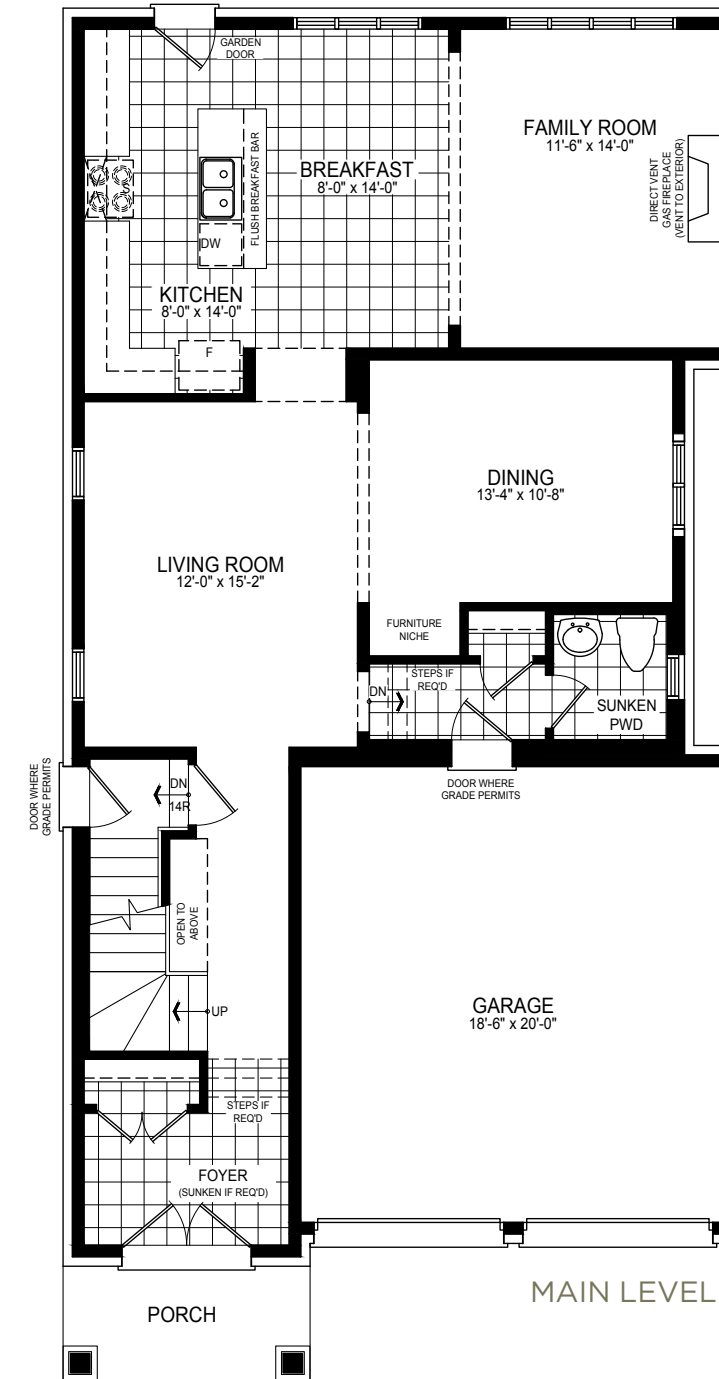 GARDEN
DOOR
FAMILY ROOM
11'-6" x 14'-0"
DIRECT VENT
GAS FIREPLACE
(VENT TO EXTERIOR)
BREAKFAST
8'-0" x 14'-0"
FLUSH BREAKFAST BAR
DW
KITCHEN
8'-0" x 14'-0"
F
DINING
13'-4" x 10'-8"
LIVING ROOM
12'-0" x 15'-2"
FURNITURE
NICHE
STEPS IF
REQ'D
DN
SUNKEN
PWD
DOOR WHERE
GRADE PERMITS
DOOR WHERE
GRADE PERMITS
DN
14R
OPEN TO
ABOVE
UP
GARAGE
18'-6" x 20'-0"
STEPS IF
REQ'D
FOYER
(SUNKEN IF REQ'D)
MAIN LEVEL
PORCH